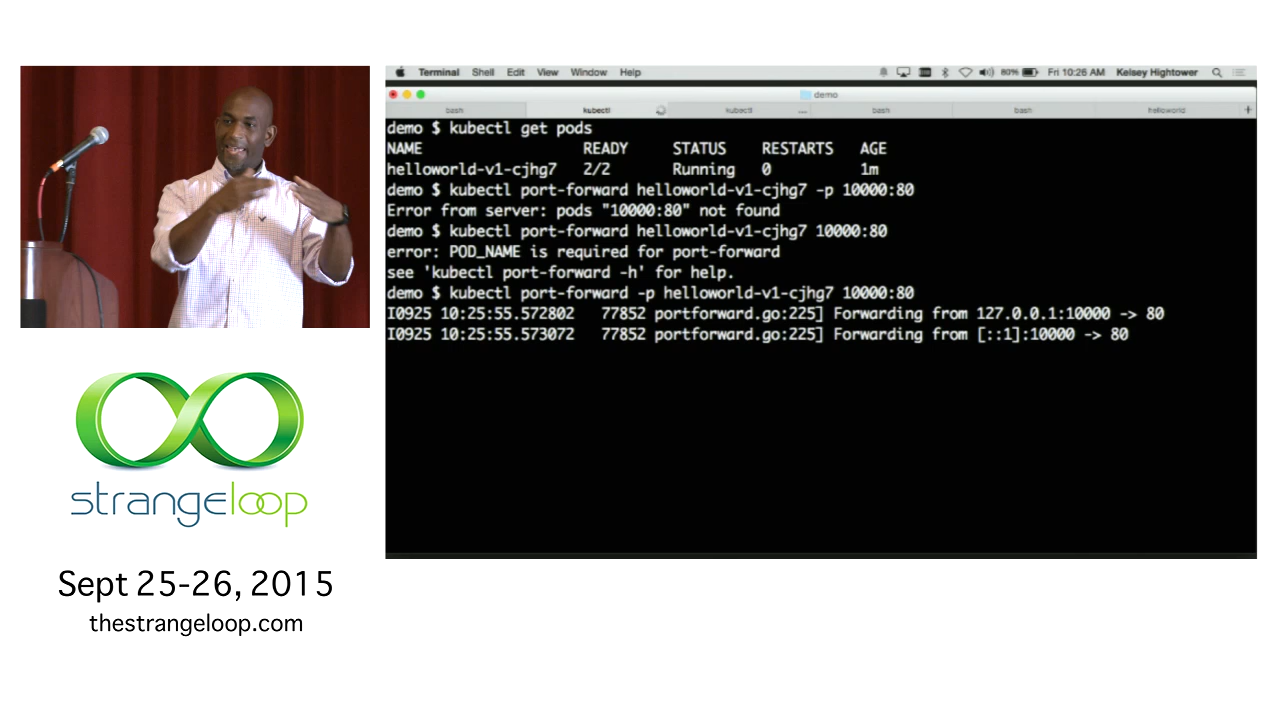 Terminal Shell Edit View Window Help 80% Fri 10:26 AM Kelsey Hightower
demo
bash kubectl kubectl ... bash bash helloworld +
demo $ kubectl get pods
NAME READY STATUS RESTARTS AGE
helloworld-v1-cjhg7 2/2 Running 0 1m
demo $ kubectl port-forward helloworld-v1-cjhg7 -p 10000:80
Error from server: pods "10000:80" not found
demo $ kubectl port-forward helloworld-v1-cjhg7 10000:80
error: POD_NAME is required for port-forward
see 'kubectl port-forward -h' for help.
demo $ kubectl port-forward -p helloworld-v1-cjhg7 10000:80
I0925 10:25:55.572802 77852 portforward.go:225] Forwarding from 127.0.0.1:10000 -> 80
I0925 10:25:55.573072 77852 portforward.go:225] Forwarding from [::1]:10000 -> 80
strangeloop
Sept 25-26, 2015
thestrangeloop.com